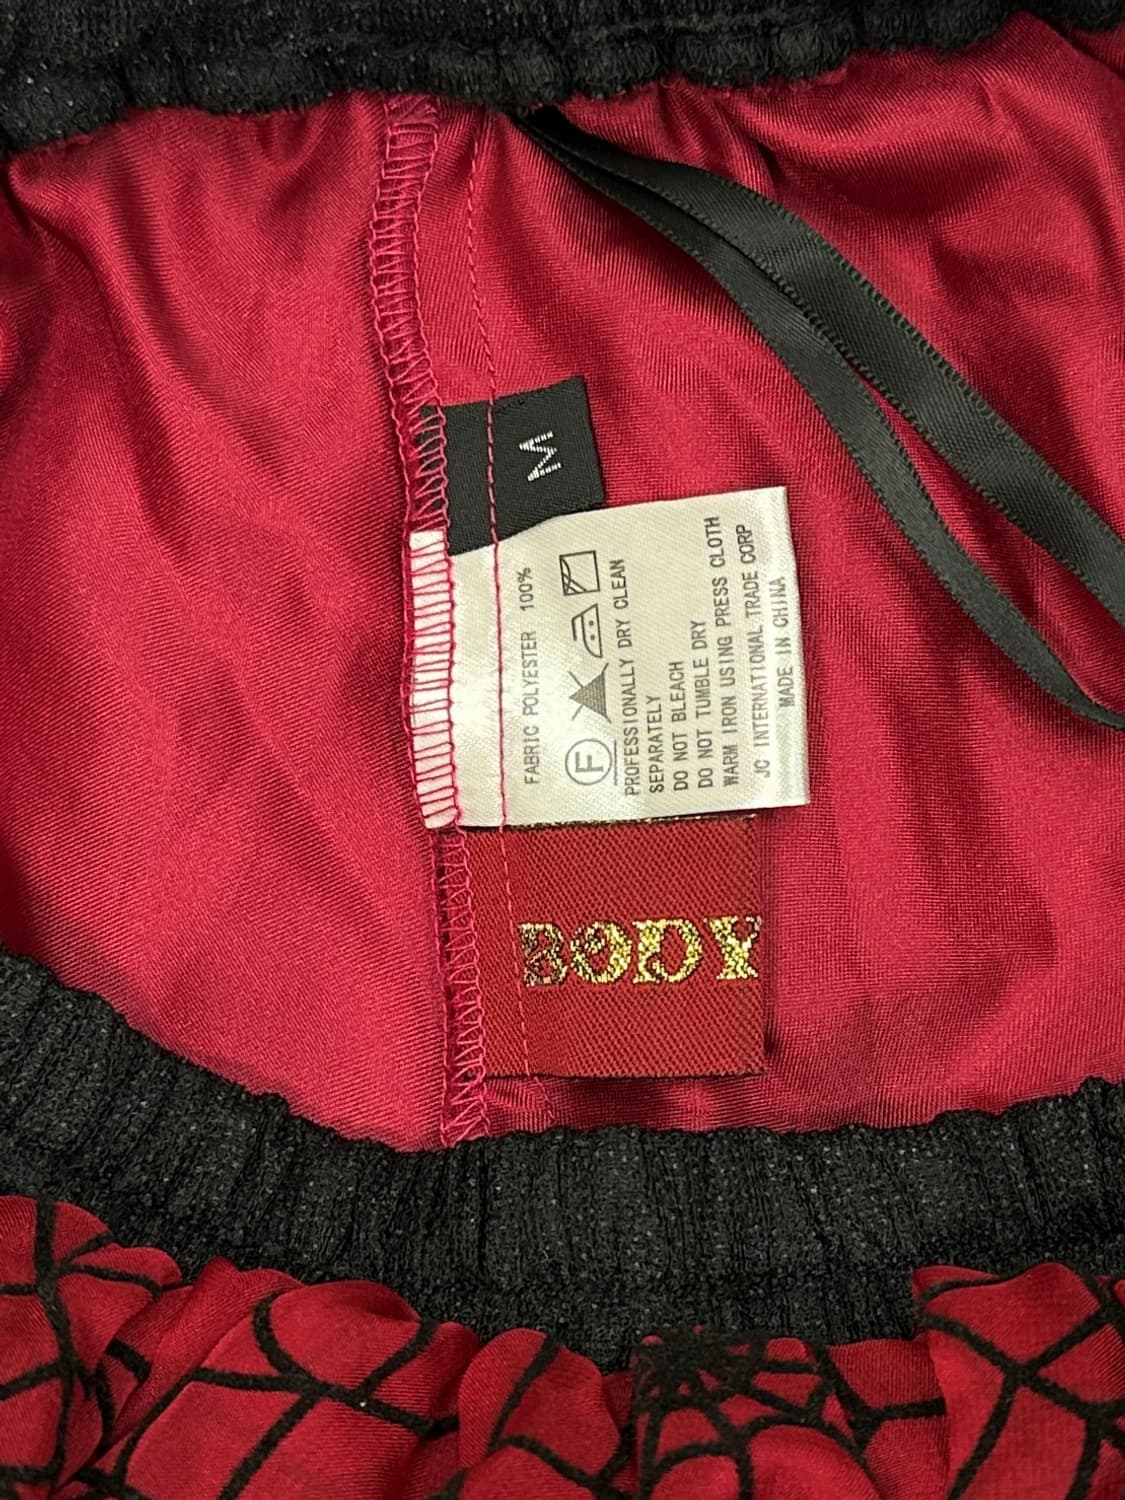 M
FABRIC POLYESTER 100%
F
PROFESSIONALLY DRY CLEAN
SEPARATELY
DO NOT BLEACH
DO NOT TUMBLE DRY
WARM IRON USING PRESS CLOTH
JC INTERNATIONAL TRADE CORP
MADE IN CHINA
BODY